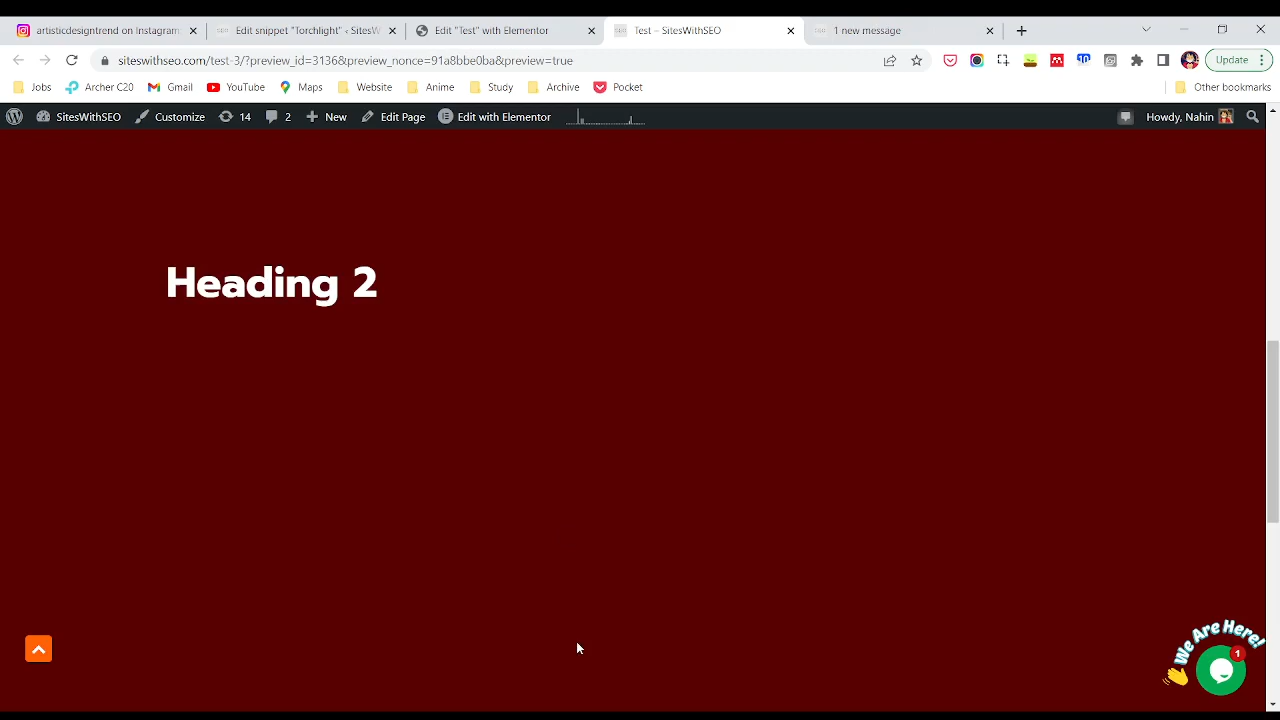 artisticdesigntrend on Instagram
Edit snippet "Torchlight" ‹ SitesW
Edit "Test" with Elementor
Test – SitesWithSEO
1 new message
siteswithseo.com/test-3/?preview_id=3136&preview_nonce=91a8bbe0ba&preview=true
10
Update
Jobs
Archer C20
Gmail
YouTube
Maps
Website
Anime
Study
Archive
Pocket
Other bookmarks
SitesWithSEO
Customize
14
2
New
Edit Page
Edit with Elementor
Howdy, Nahin
Heading 2
We Are Here!
1